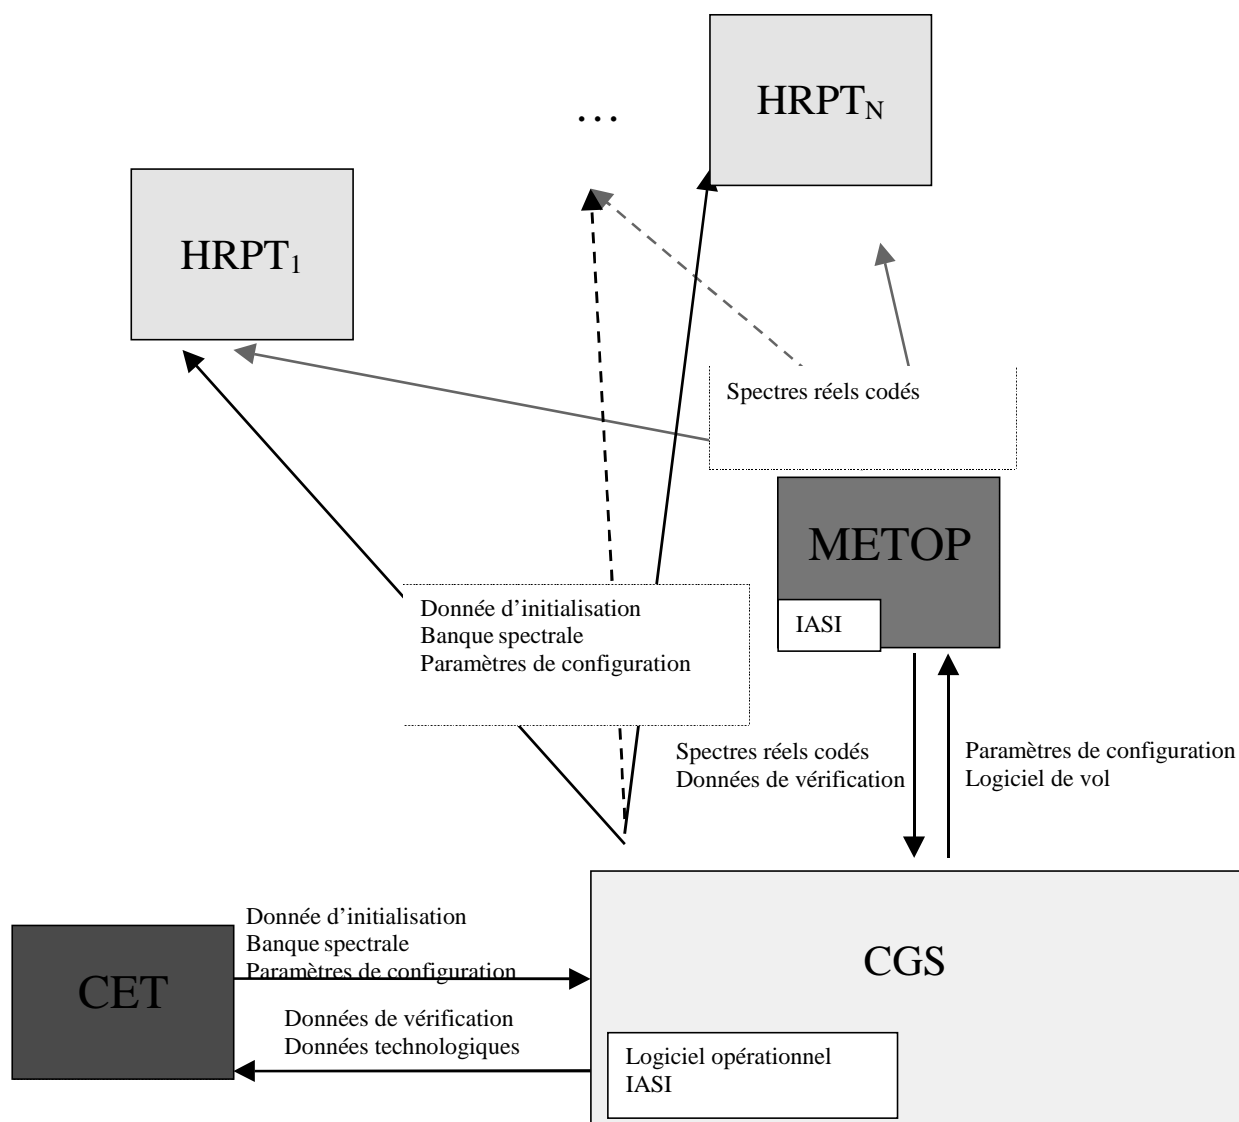 HRPTN
…
HRPT1
Spectres réels codés
METOP
IASI
Donnée d’initialisation
Banque spectrale
Paramètres de configuration
Spectres réels codés
Données de vérification
Paramètres de configuration
Logiciel de vol
Donnée d’initialisation
Banque spectrale
Paramètres de configuration
CGS
CET
Données de vérification
Données technologiques
Logiciel opérationnel
IASI